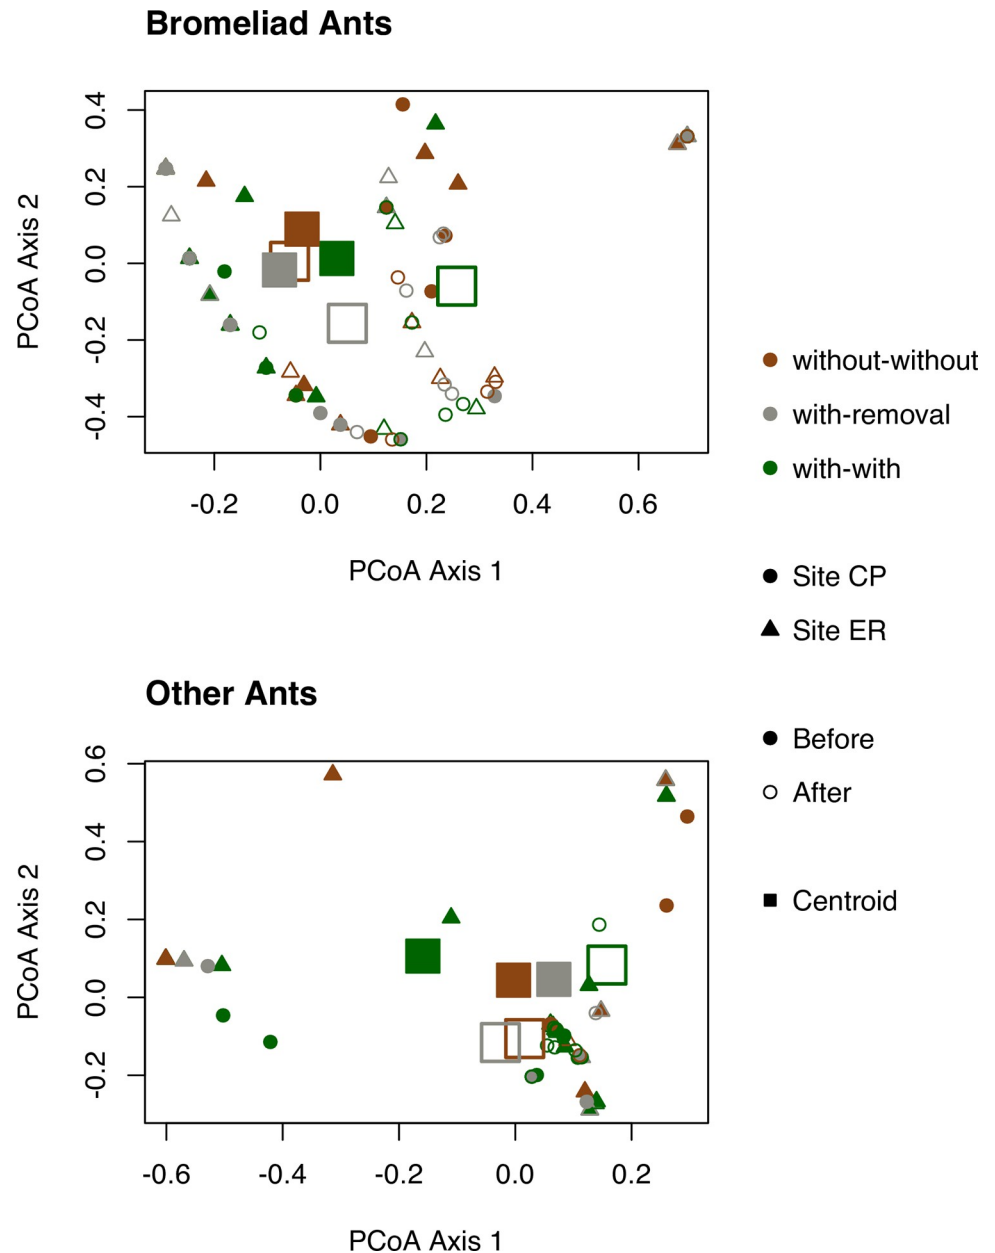 Bromeliad Ants
0.4
0.2
0.0
-0.2
-0.4
PCoA Axis 2
-0.2 0.0 0.2 0.4 0.6
PCoA Axis 1
without-without
with-removal
with-with
Site CP
Site ER
Before
After
Centroid
Other Ants
0.6
0.4
0.2
0.0
-0.2
PCoA Axis 2
-0.6 -0.4 -0.2 0.0 0.2
PCoA Axis 1